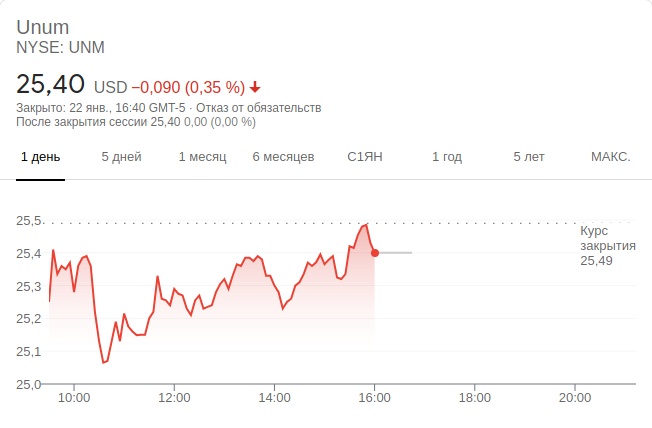 Unum
NYSE: UNM
25,40 USD −0,090 (0,35 %)
Закрыто: 22 янв., 16:40 GMT-5 · Отказ от обязательств
После закрытия сессии 25,40 0,00 (0,00 %)
1 день 5 дней 1 месяц 6 месяцев С1ЯН 1 год 5 лет МАКС.
25,5
Курс
закрытия
25,49
25,4
25,3
25,2
25,1
25,0
10:00 12:00 14:00 16:00 18:00 20:00